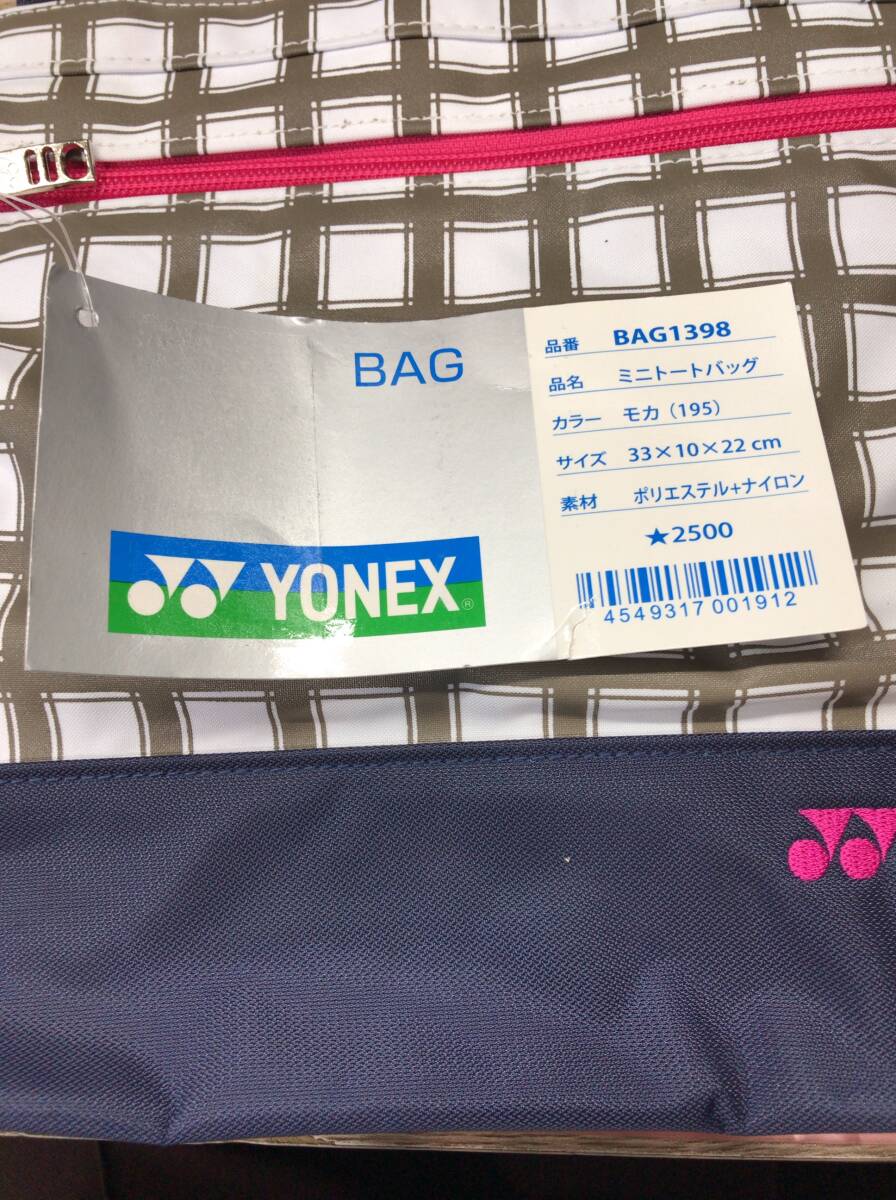 BAG
YONEX®
品番 BAG1398
品名 ミニトートバッグ
カラー モカ（195）
サイズ 33×10×22 cm
素材 ポリエステル+ナイロン
★2500
4549317 001912